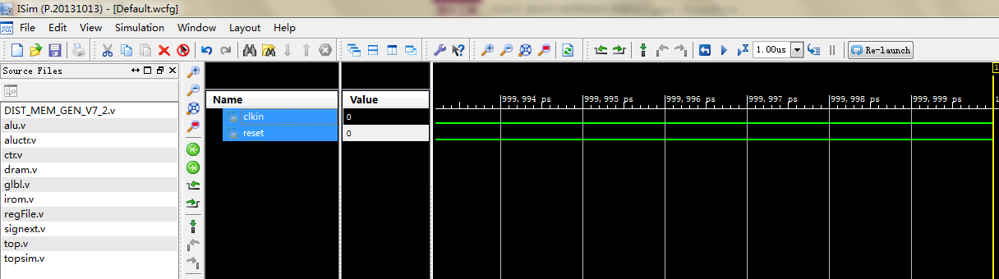 ISim (P.20131013) - [Default.wcfg]
File Edit View Simulation Window Layout Help
1.00us Re-launch
Source Files
DIST_MEM_GEN_V7_2.v
alu.v
aluctr.v
ctr.v
dram.v
glbl.v
irom.v
regFile.v
signext.v
top.v
topsim.v
Name Value
clkin 0
reset 0
1
999,994 ps 999,995 ps 999,996 ps 999,997 ps 999,998 ps 999,999 ps 1